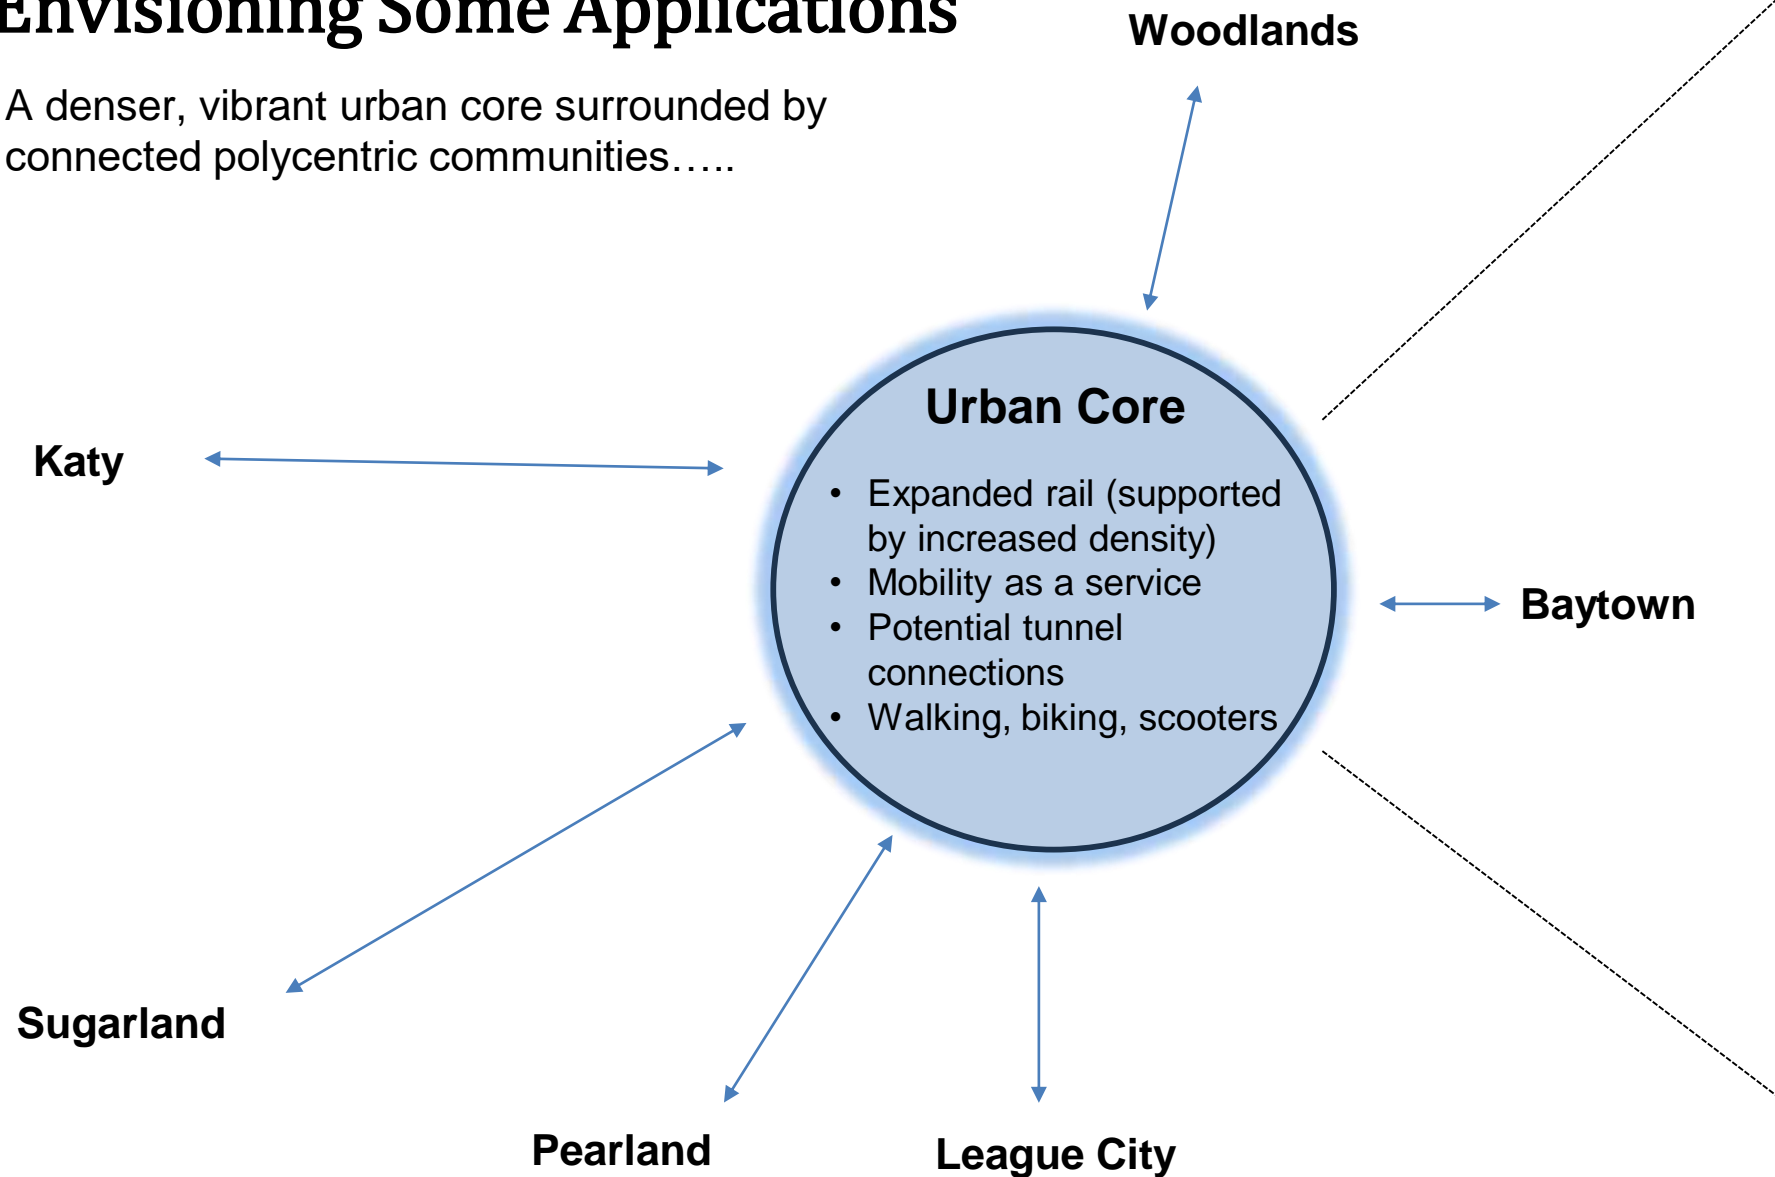 Envisioning Some Applications
A denser, vibrant urban core surrounded by
connected polycentric communities…..
Woodlands
Urban Core
Katy
• Expanded rail (supported
by increased density)
• Mobility as a service
• Potential tunnel
connections
• Walking, biking, scooters
Baytown
Sugarland
Pearland
League City